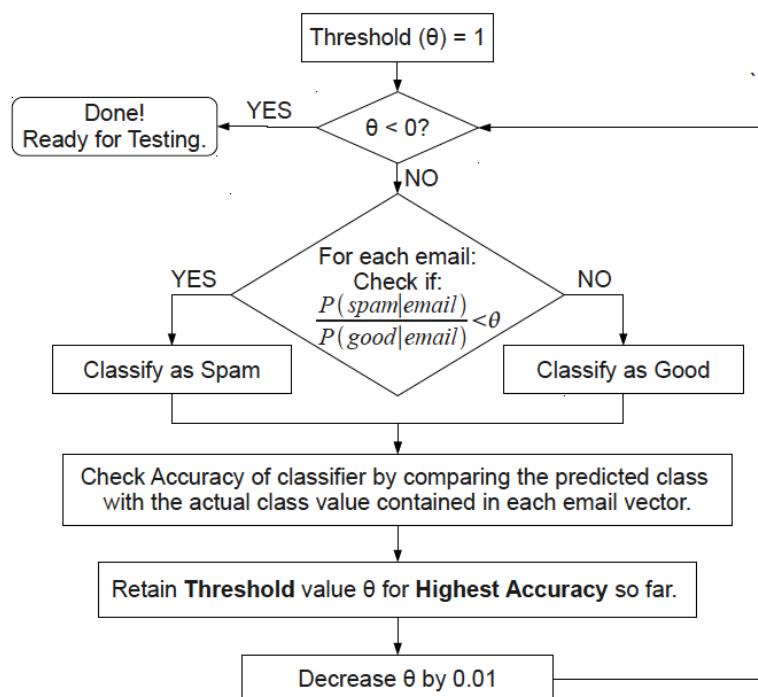 Threshold (θ) = 1
Done!
Ready for Testing.
YES
θ < 0?
NO
For each email:
Check if:
P(spam|email)
P(good|email)
<θ
YES
NO
Classify as Spam
Classify as Good
Check Accuracy of classifier by comparing the predicted class
with the actual class value contained in each email vector.
Retain Threshold value θ for Highest Accuracy so far.
Decrease θ by 0.01